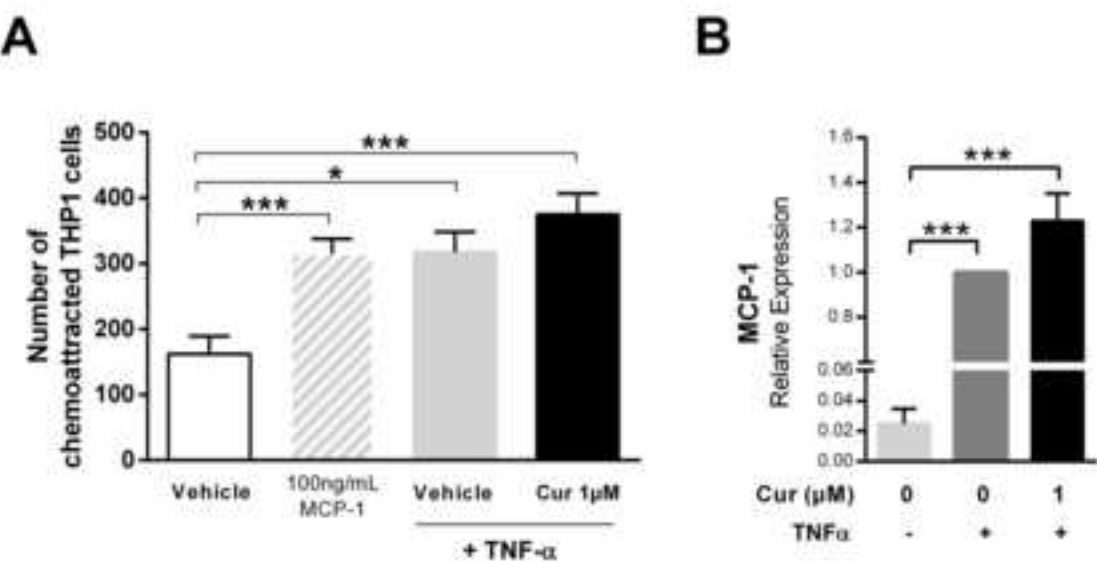 A
Number of
chemoattracted THP1 cells
500
400
300
200
100
0
***
*
***
Vehicle
100ng/mL
MCP-1
Vehicle
Cur 1µM
+ TNF-α
B
MCP-1
Relative Expression
1.6
1.4
1.2
1.0
0.8
0.06
0.04
0.02
0.00
***
***
Cur (µM) 0 0 1
TNFα - + +